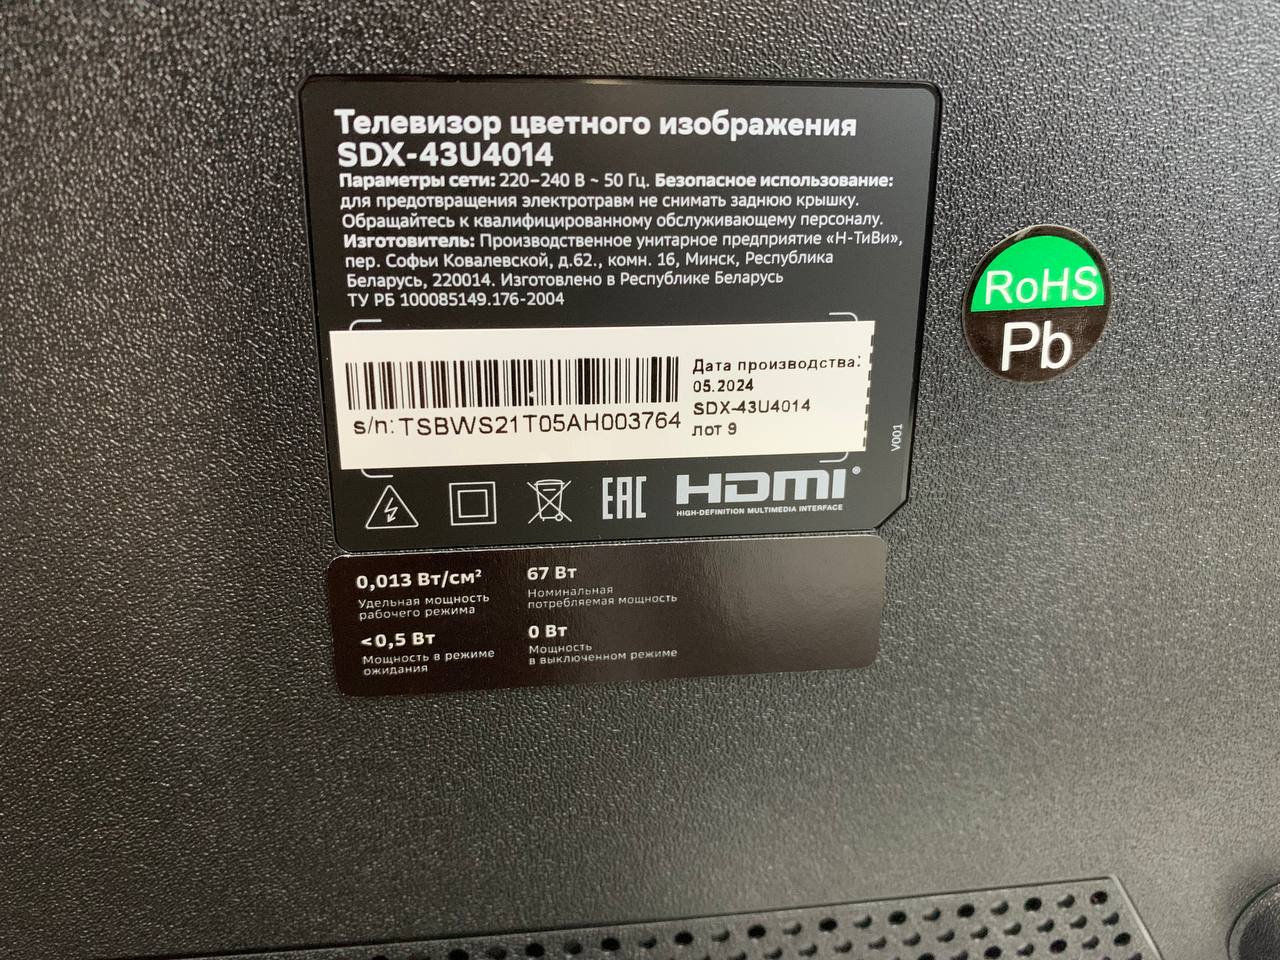 Телевизор цветного изображения
SDX-43U4014
Параметры сети: 220–240 В ~ 50 Гц. Безопасное использование:
для предотвращения электротравм не снимать заднюю крышку.
Обращайтесь к квалифицированному обслуживающему персоналу.
Изготовитель: Производственное унитарное предприятие «Н-ТиВи»,
пер. Софьи Ковалевской, д.62., комн. 16, Минск, Республика
Беларусь, 220014. Изготовлено в Республике Беларусь
ТУ РБ 100085149.176-2004
Дата производства:
05.2024
SDX-43U4014
лот 9
s/n: TSBWS21T05AH003764
V001
EAC
HDMI®
HIGH-DEFINITION MULTIMEDIA INTERFACE
RoHS
Pb
0,013 Вт/см²
Удельная мощность
рабочего режима
67 Вт
Номинальная
потребляемая мощность
<0,5 Вт
Мощность в режиме
ожидания
0 Вт
Мощность
в выключенном режиме